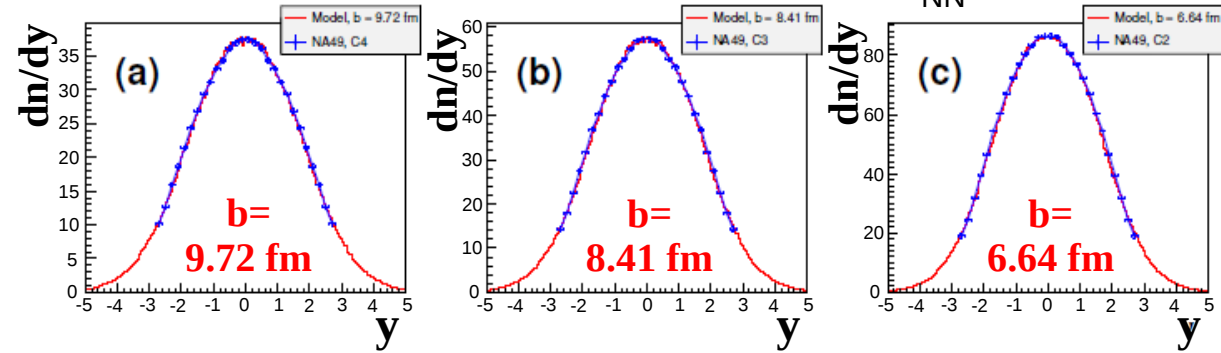 NN
Model, b = 9.72 fm
NA49, C4
(a)
dn/dy
35
30
25
20
15
10
5
0
-5 -4 -3 -2 -1 0 1 2 3 4 5
b=
9.72 fm
y
Model, b = 8.41 fm
NA49, C3
(b)
dn/dy
60
50
40
30
20
10
0
-5 -4 -3 -2 -1 0 1 2 3 4 5
b=
8.41 fm
y
Model, b = 6.64 fm
NA49, C2
(c)
dn/dy
80
60
40
20
0
-5 -4 -3 -2 -1 0 1 2 3 4 5
b=
6.64 fm
y